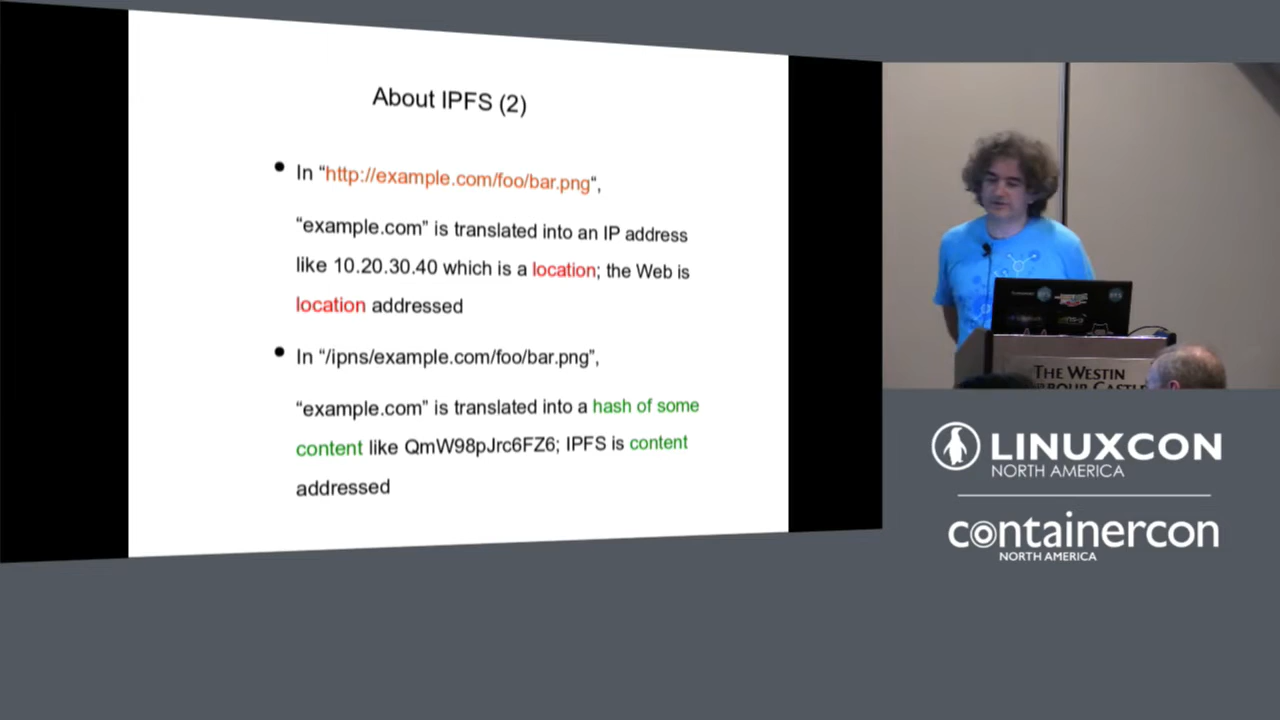 About IPFS (2)
• In “http://example.com/foo/bar.png“,
“example.com” is translated into an IP address
like 10.20.30.40 which is a location; the Web is
location addressed
• In “/ipns/example.com/foo/bar.png”,
“example.com” is translated into a hash of some
content like QmW98pJrc6FZ6; IPFS is content
addressed
THE WESTIN
LINUXCON
NORTH AMERICA
containercon
NORTH AMERICA